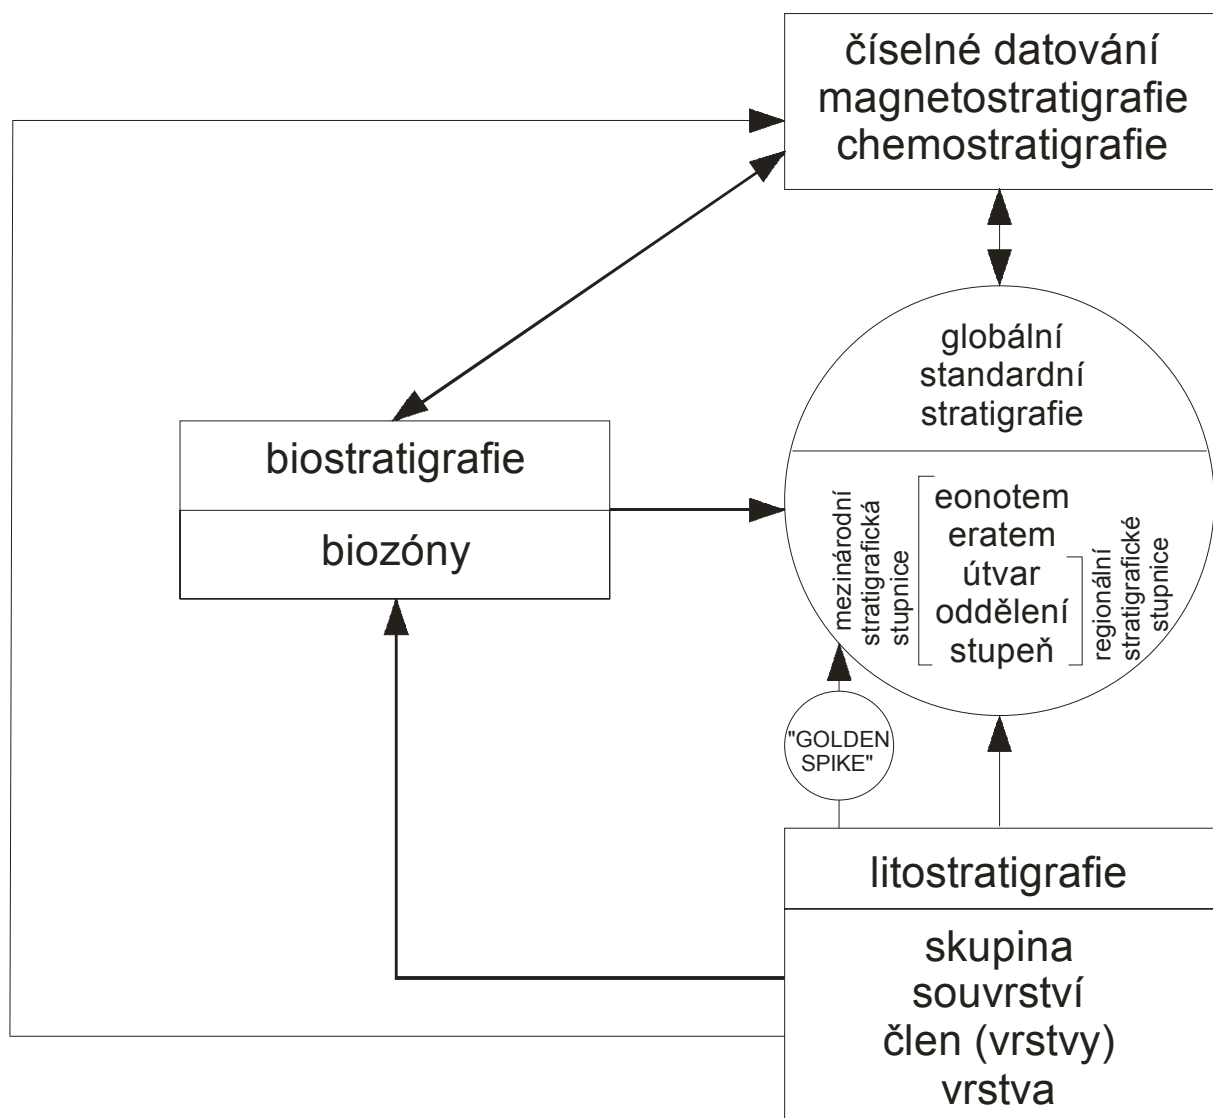 číselné datování
magnetostratigrafie
chemostratigrafie
globální
standardní
stratigrafie
biostratigrafie
biozóny
mezinárodní
stratigrafická
stupnice
eonotem
eratem
útvar
oddělení
stupeň
regionální
stratigrafické
stupnice
"GOLDEN
SPIKE"
litostratigrafie
skupina
souvrství
člen (vrstvy)
vrstva